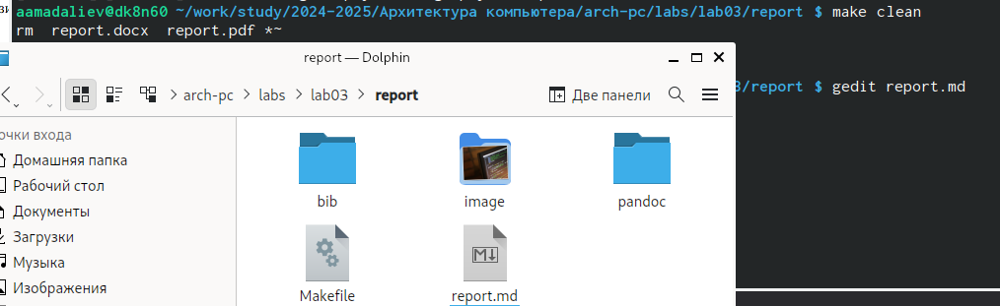 aamadaliev@dk8n60 ~/work/study/2024-2025/Архитектура компьютера/arch-pc/labs/lab03/report $ make clean
rm  report.docx  report.pdf *~
report — Dolphin
arch-pc labs lab03 report Две панели
3/report $ gedit report.md
очки входа
Домашняя папка
Рабочий стол
Документы
Загрузки
Музыка
Изображения
bib image pandoc
Makefile report.md